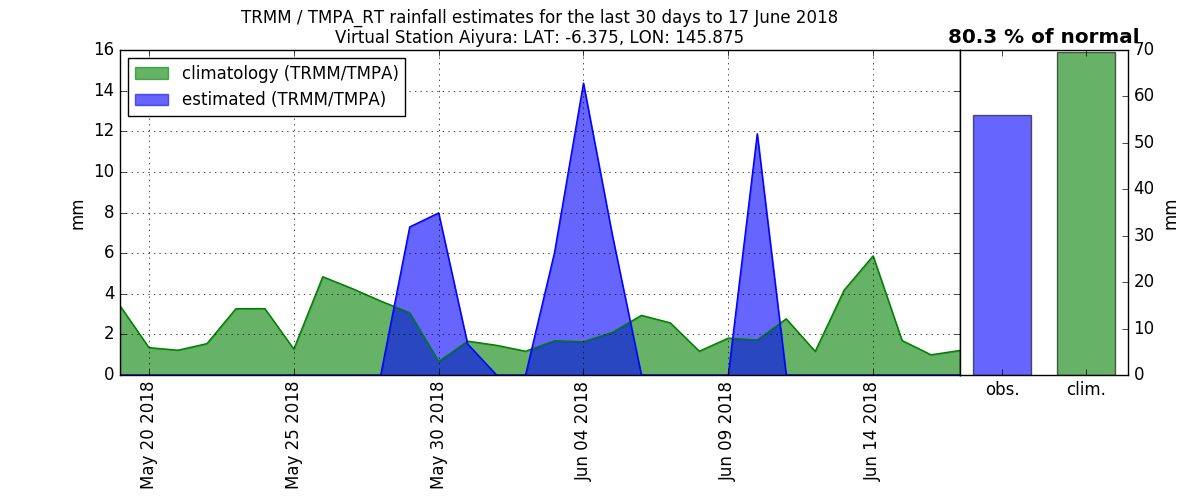 TRMM / TMPA_RT rainfall estimates for the last 30 days to 17 June 2018
Virtual Station Aiyura: LAT: -6.375, LON: 145.875
80.3 % of normal
climatology (TRMM/TMPA)
estimated (TRMM/TMPA)
mm
16
14
12
10
8
6
4
2
0
May 20 2018
May 25 2018
May 30 2018
Jun 04 2018
Jun 09 2018
Jun 14 2018
70
60
50
40
30
20
10
0
mm
obs.
clim.